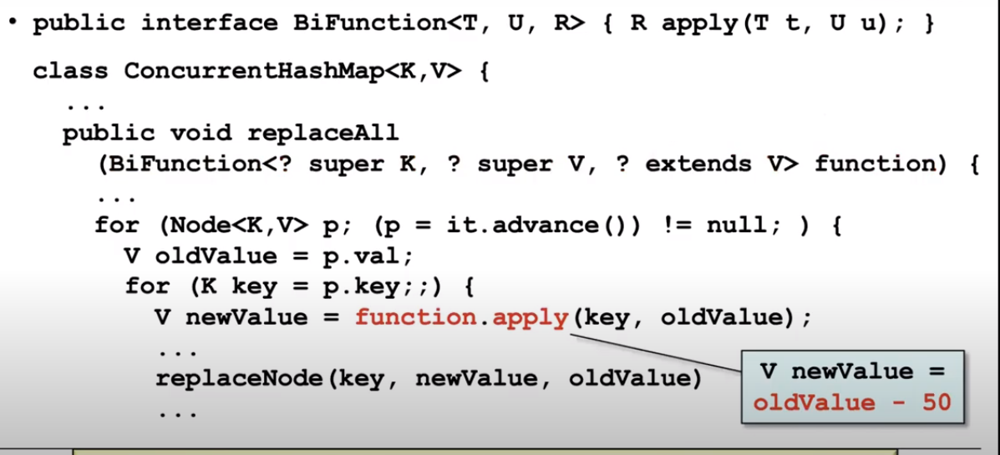 • public interface BiFunction<T, U, R> { R apply(T t, U u); }
class ConcurrentHashMap<K,V> {
...
public void replaceAll
(BiFunction<? super K, ? super V, ? extends V> function) {
...
for (Node<K,V> p; (p = it.advance()) != null; ) {
V oldValue = p.val;
for (K key = p.key;;) {
V newValue = function.apply(key, oldValue);
...
replaceNode(key, newValue, oldValue)
...
V newValue =
oldValue - 50